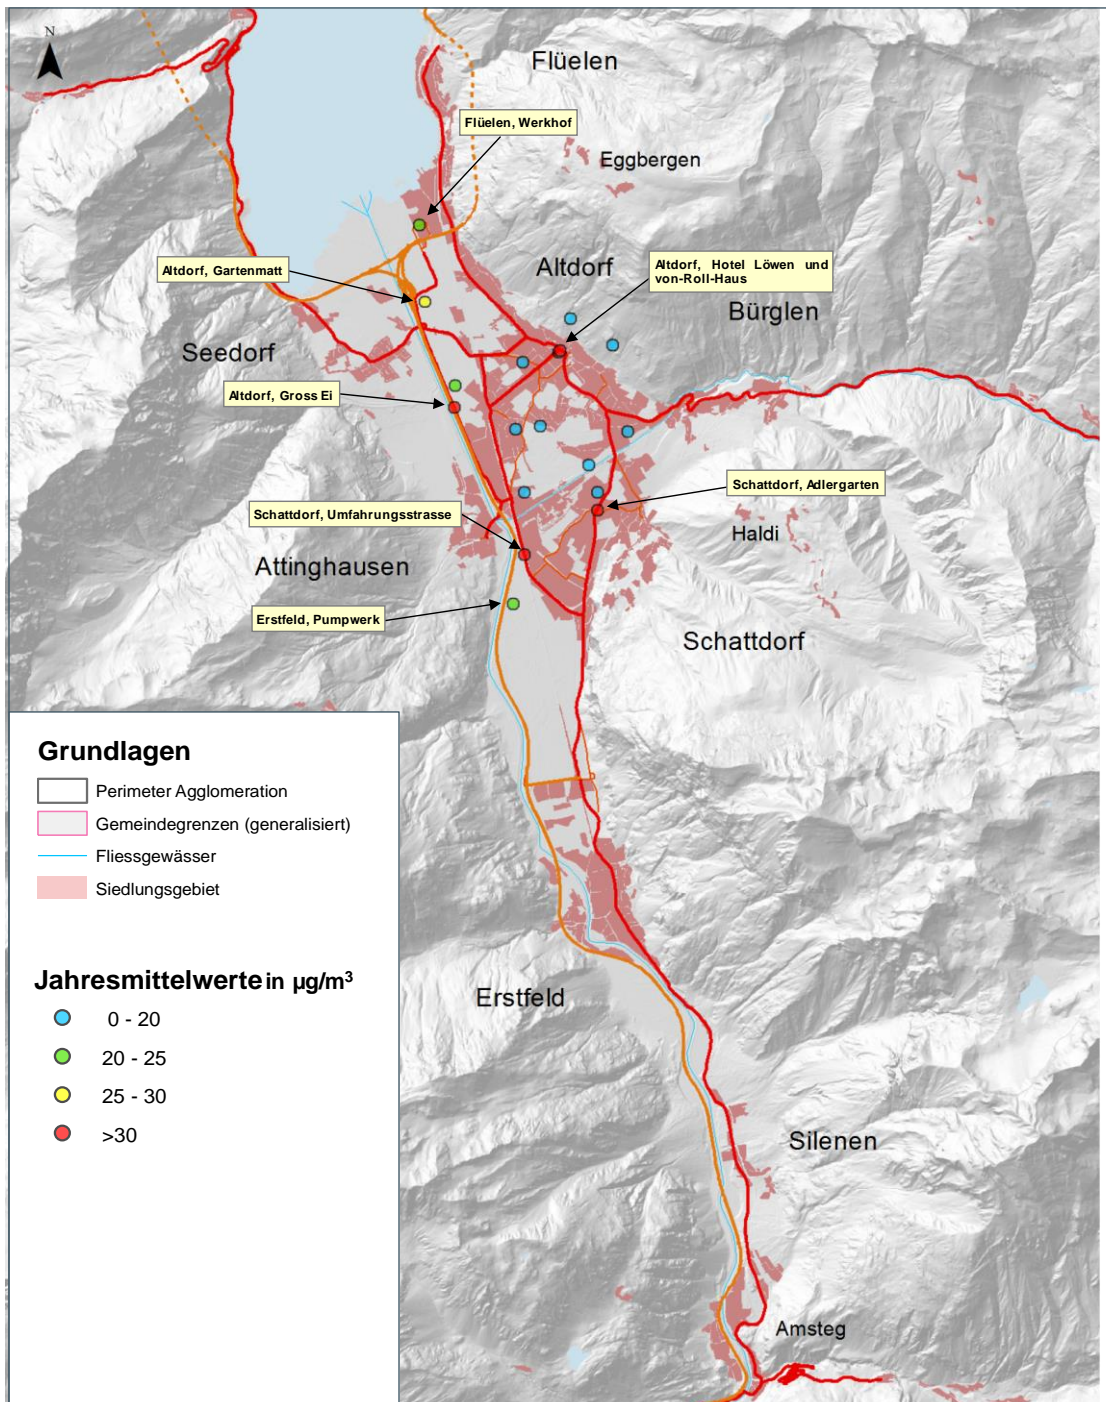 N
Flüelen
Flüelen, Werkhof
Eggbergen
Altdorf
Altdorf, Gartenmatt
Altdorf, Hotel Löwen und
von-Roll-Haus
Bürglen
Seedorf
Altdorf, Gross Ei
Schattdorf, Adlergarten
Schattdorf, Umfahrungsstrasse
Haldi
Attinghausen
Erstfeld, Pumpwerk
Schattdorf
Grundlagen
Perimeter Agglomeration
Gemeindegrenzen (generalisiert)
Fliessgewässer
Siedlungsgebiet
Jahresmittelwerte in µg/m³
0 - 20
20 - 25
25 - 30
>30
Erstfeld
Silenen
Amsteg